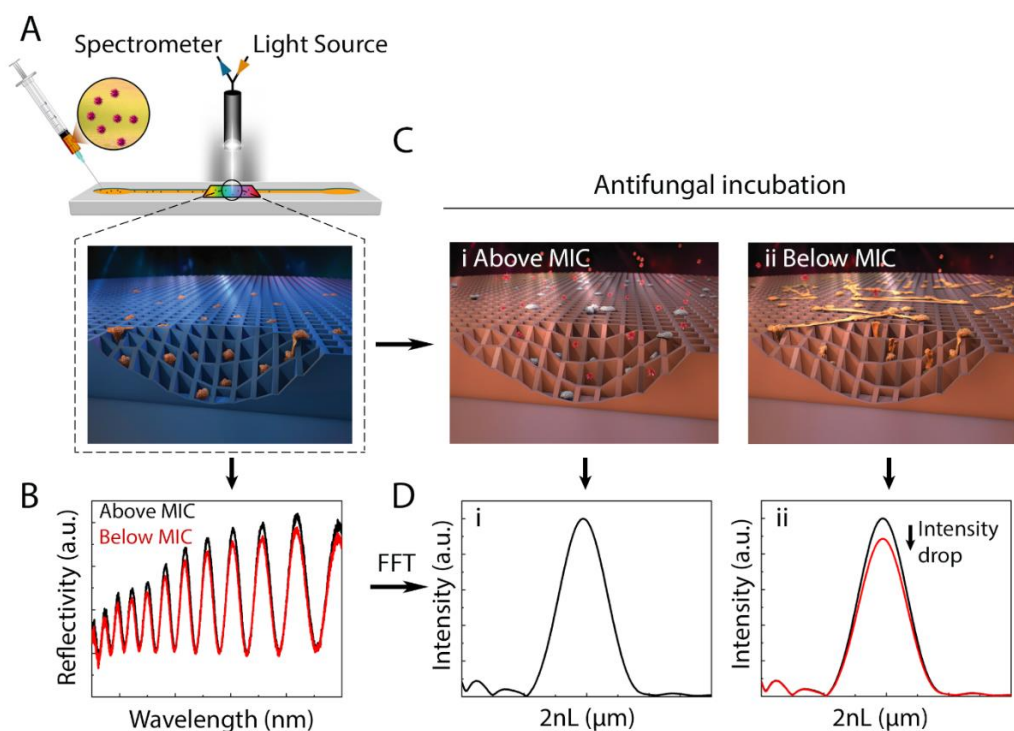 A
Spectrometer
Light Source
C
Antifungal incubation
i Above MIC
ii Below MIC
B
Above MIC
Below MIC
Reflectivity (a.u.)
Wavelength (nm)
FFT
D
i
Intensity (a.u.)
2nL (μm)
ii
Intensity
drop
Intensity (a.u.)
2nL (μm)